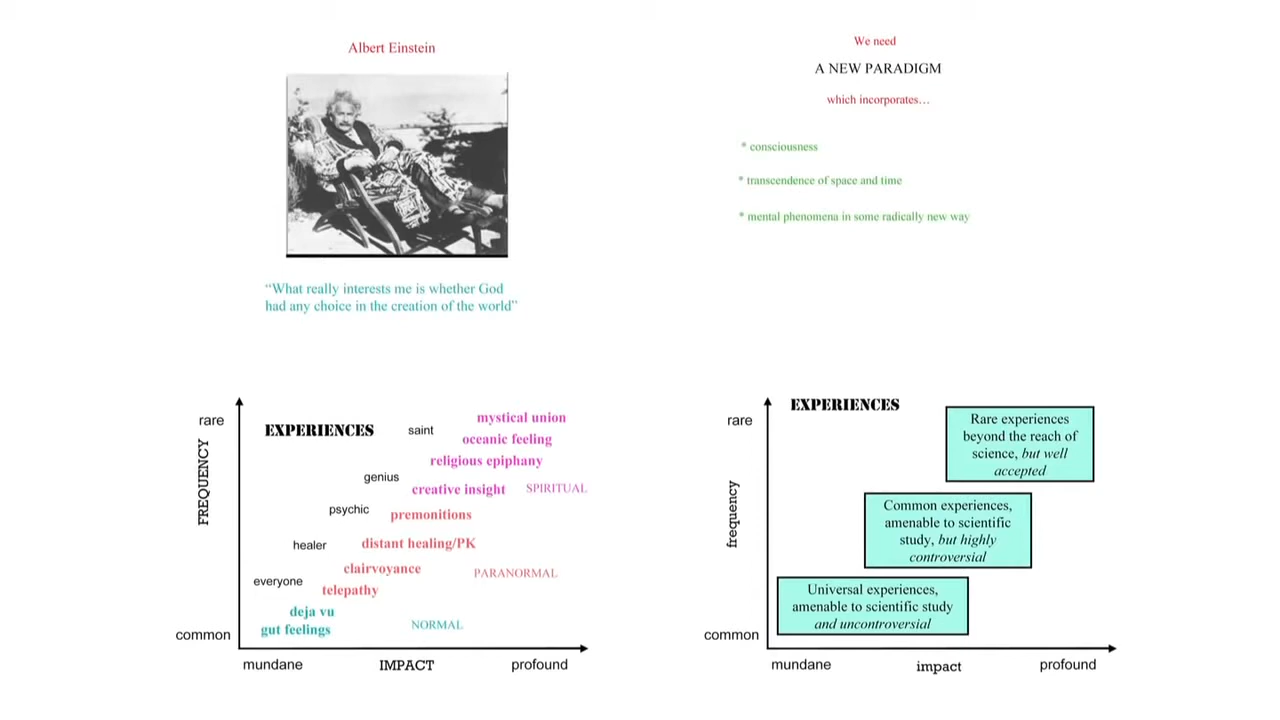 Albert Einstein
“What really interests me is whether God
had any choice in the creation of the world”
We need
A NEW PARADIGM
which incorporates…
* consciousness
* transcendence of space and time
* mental phenomena in some radically new way
rare
FREQUENCY
common
EXPERIENCES
saint
mystical union
oceanic feeling
religious epiphany
genius
creative insight
SPIRITUAL
psychic
premonitions
healer
distant healing/PK
clairvoyance
PARANORMAL
everyone
telepathy
deja vu
gut feelings
NORMAL
mundane
IMPACT
profound
EXPERIENCES
rare
frequency
common
Rare experiences
beyond the reach of
science, but well
accepted
Common experiences,
amenable to scientific
study, but highly
controversial
Universal experiences,
amenable to scientific study
and uncontroversial
mundane
impact
profound